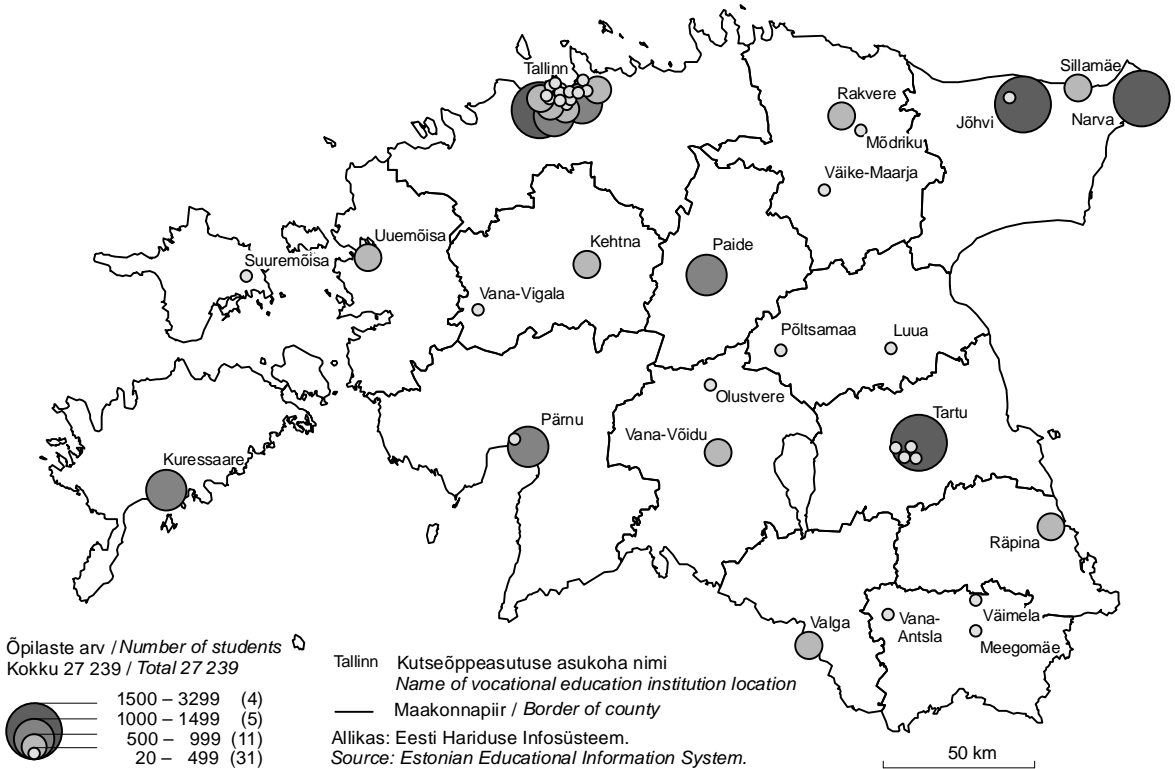 Tallinn
Sillamäe
Rakvere
Jõhvi
Narva
Mõdriku
Väike-Maarja
Uuemõisa
Kehtna
Paide
Suuremõisa
Vana-Vigala
Põltsamaa
Luua
Olustvere
Pärnu
Vana-Võidu
Tartu
Kuressaare
Räpina
Valga
Vana-
Antsla
Väimela
Meegomäe
Õpilaste arv / Number of students
Kokku 27 239 / Total 27 239
1500 – 3299 (4)
1000 – 1499 (5)
500 – 999 (11)
20 – 499 (31)
Tallinn Kutseõppeasutuse asukoha nimi
Name of vocational education institution location
Maakonnapiir / Border of county
Allikas: Eesti Hariduse Infosüsteem.
Source: Estonian Educational Information System.
50 km